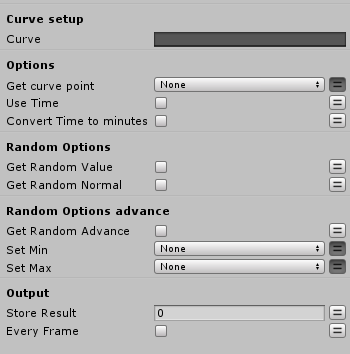 Curve setup
Curve
Options
Get curve point None
Use Time
Convert Time to minutes
Random Options
Get Random Value
Get Random Normal
Random Options advance
Get Random Advance
Set Min None
Set Max None
Output
Store Result 0
Every Frame